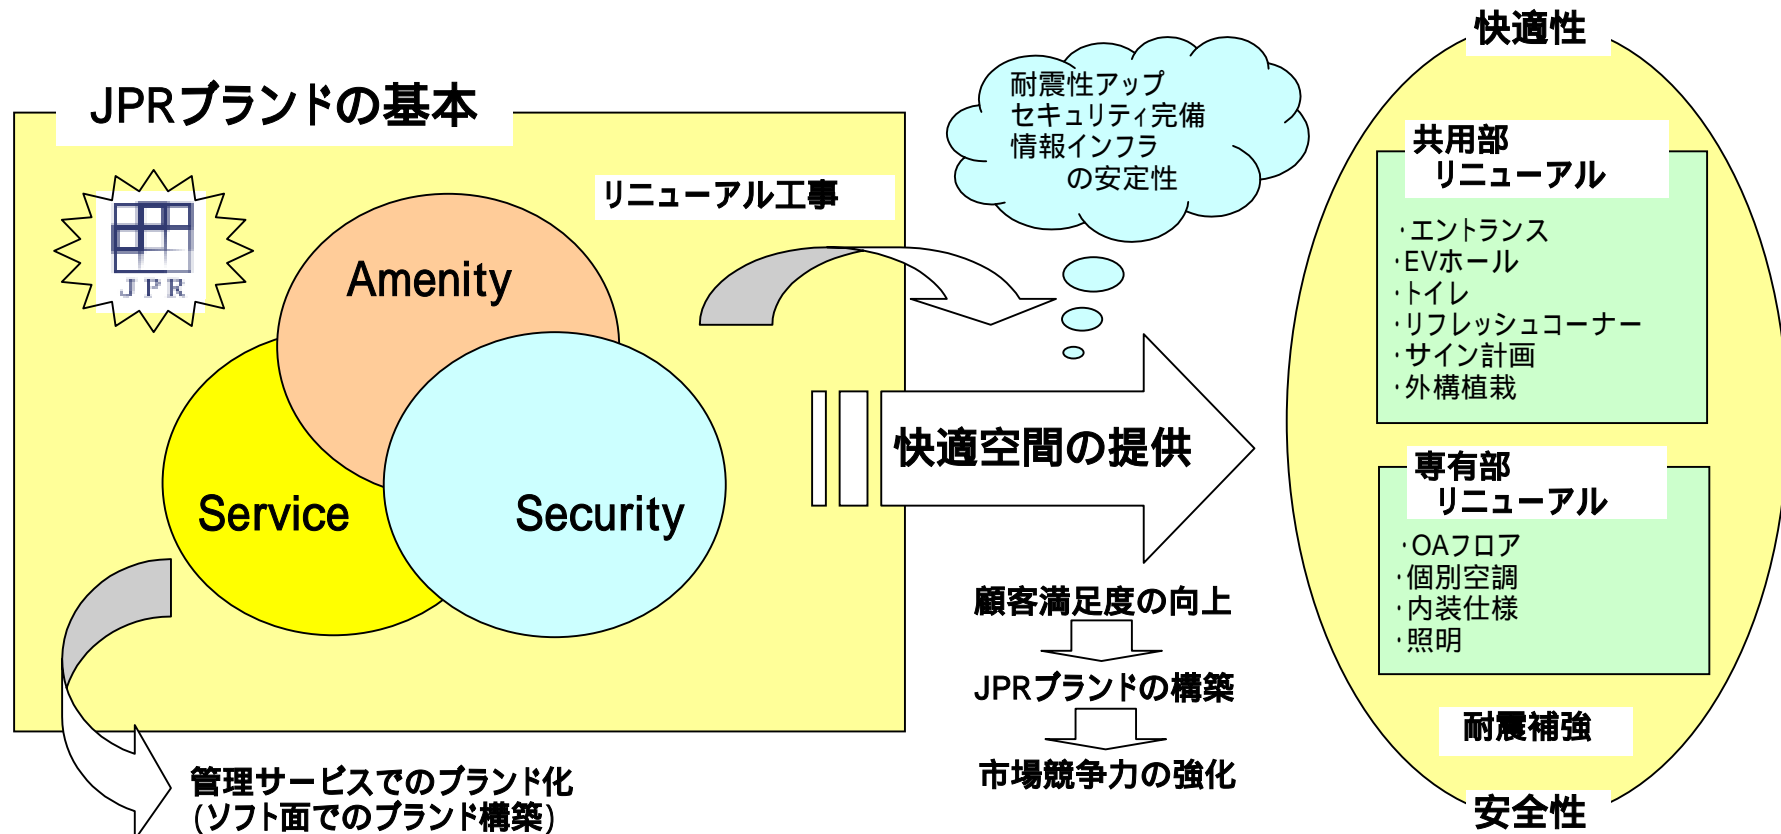 JPRブランドの基本
JPR
リニューアル工事
Amenity
Service
Security
管理サービスでのブランド化
(ソフト面でのブランド構築)
耐震性アップ
セキュリティ完備
情報インフラ
の安定性
快適空間の提供
顧客満足度の向上
JPRブランドの構築
市場競争力の強化
快適性
共用部
リニューアル
・エントランス
・EVホール
・トイレ
・リフレッシュコーナー
・サイン計画
・外構植栽
専有部
リニューアル
・OAフロア
・個別空調
・内装仕様
・照明
耐震補強
安全性